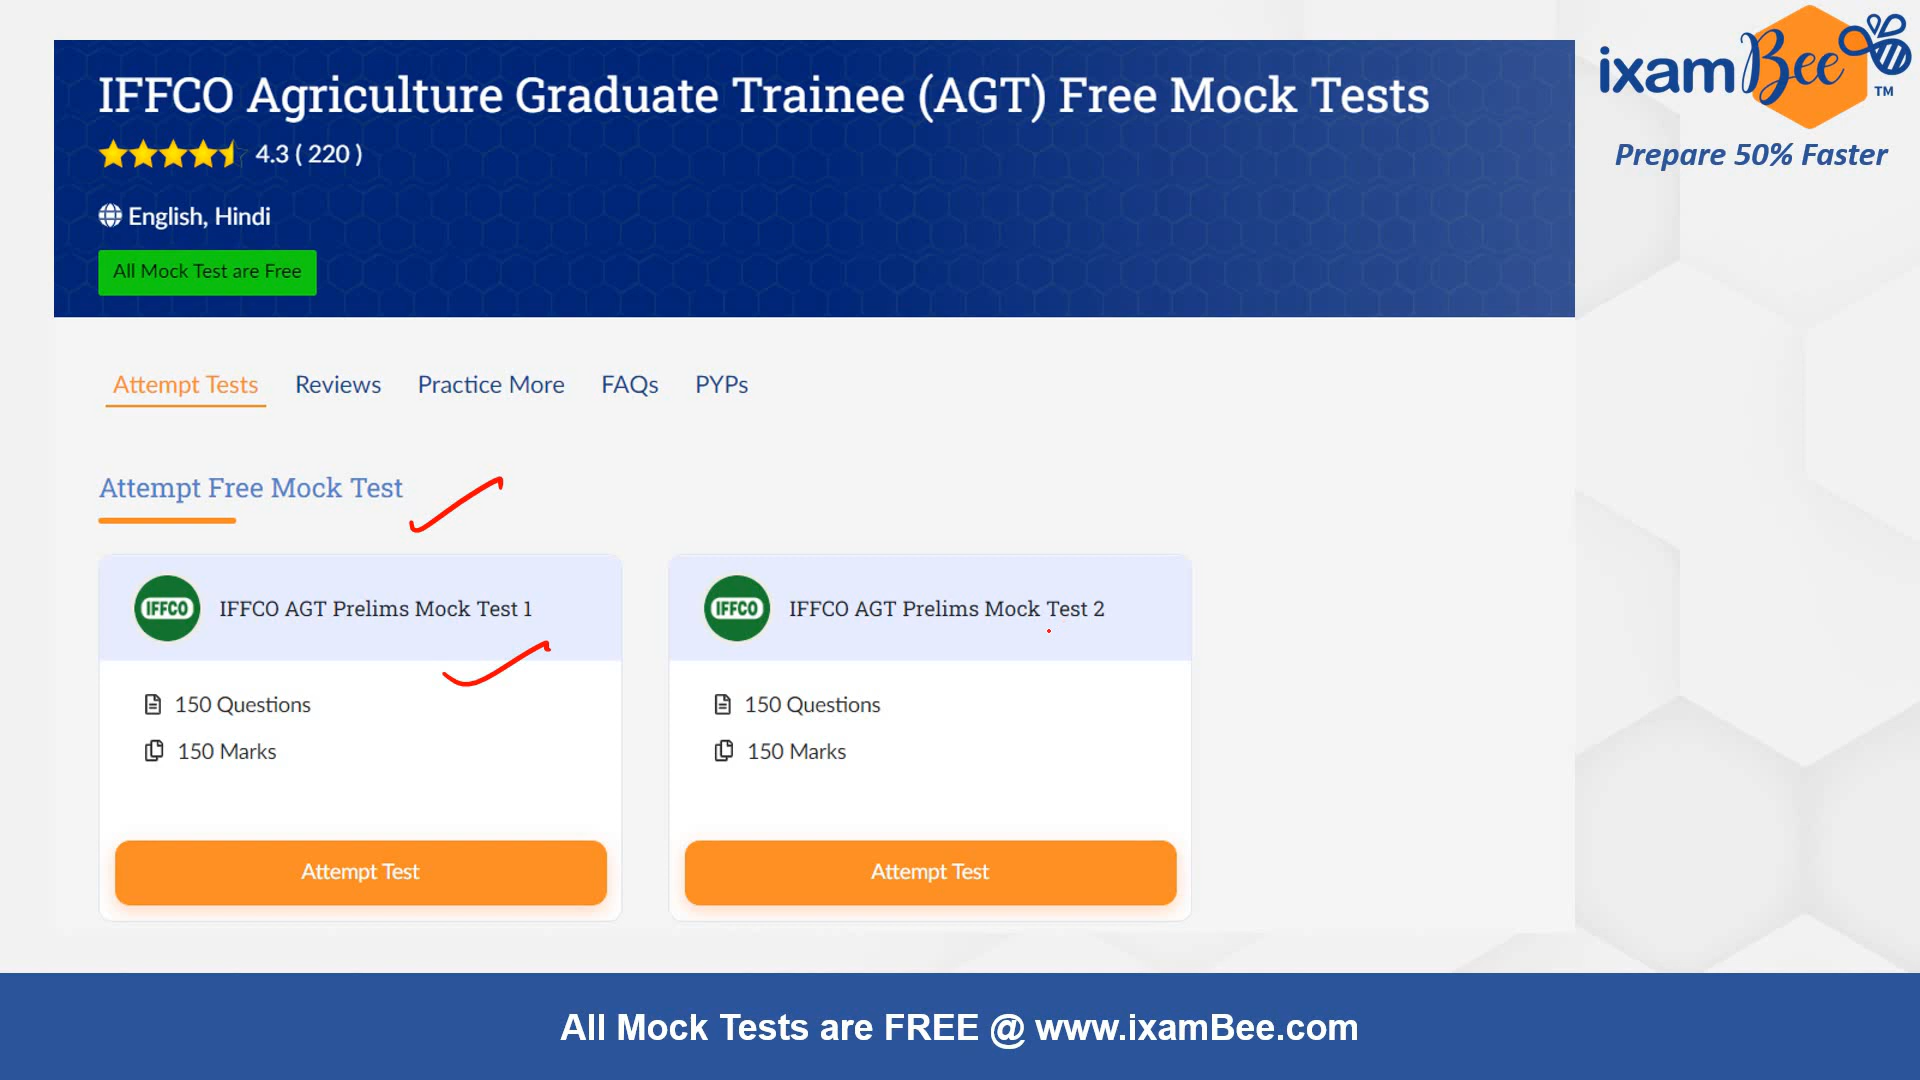 IFFCO Agriculture Graduate Trainee (AGT) Free Mock Tests
4.3 ( 220 )
English, Hindi
All Mock Test are Free
ixamBee TM
Prepare 50% Faster
Attempt Tests Reviews Practice More FAQs PYPs
Attempt Free Mock Test
IFFCO IFFCO AGT Prelims Mock Test 1
150 Questions
150 Marks
Attempt Test
IFFCO IFFCO AGT Prelims Mock Test 2
150 Questions
150 Marks
Attempt Test
All Mock Tests are FREE @ www.ixamBee.com